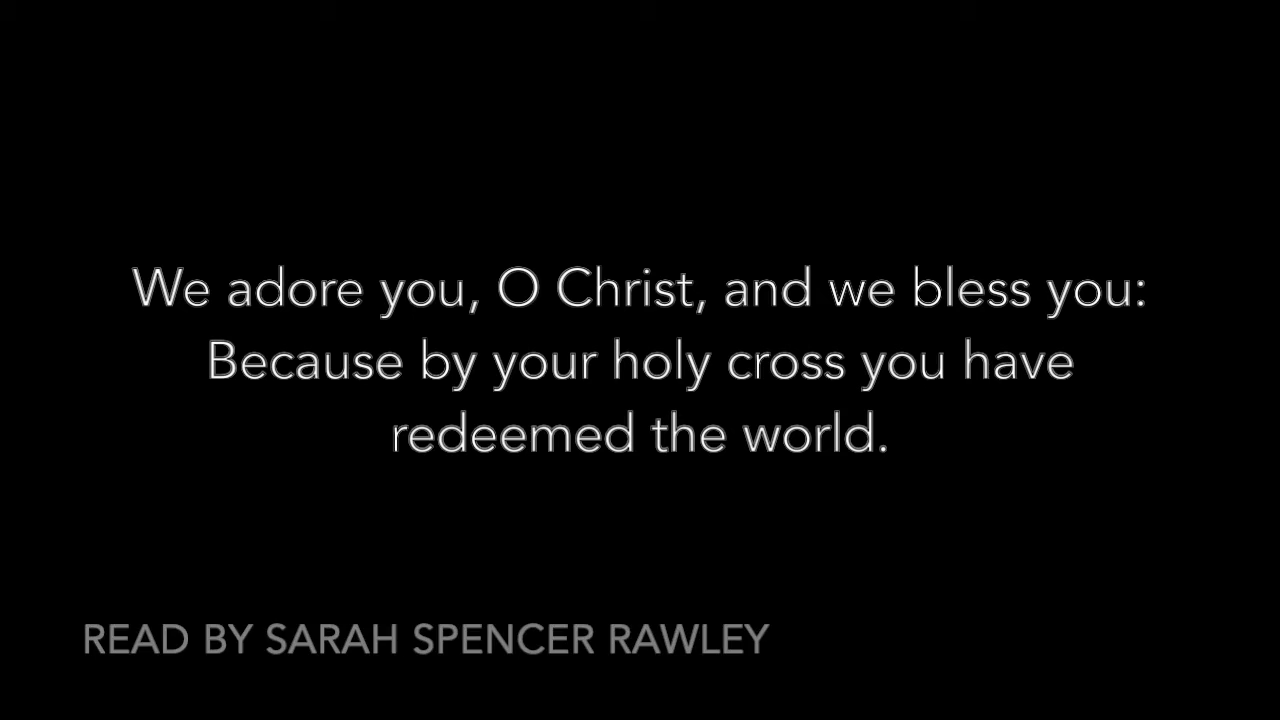 We adore you, O Christ, and we bless you:
Because by your holy cross you have
redeemed the world.
READ BY SARAH SPENCER RAWLEY